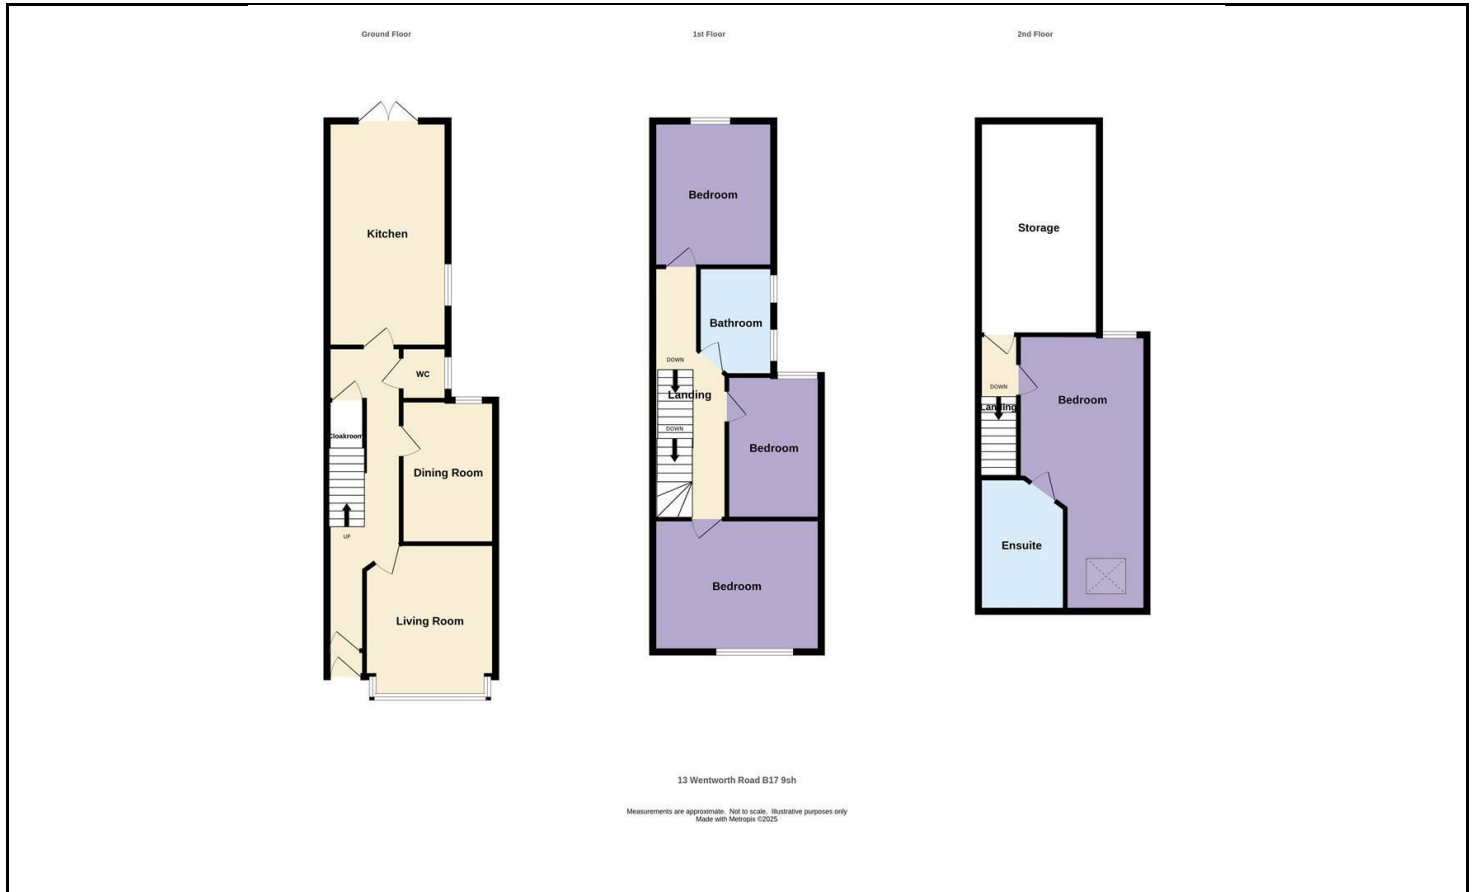 Ground Floor
1st Floor
2nd Floor
Kitchen
WC
Cloakroom
Dining Room
UP
Living Room
Bedroom
Bathroom
DOWN
Landing
DOWN
Bedroom
Bedroom
Storage
DOWN
Landing
Bedroom
Ensuite
13 Wentworth Road B17 9sh
Measurements are approximate. Not to scale. Illustrative purposes only
Made with Metropix ©2025